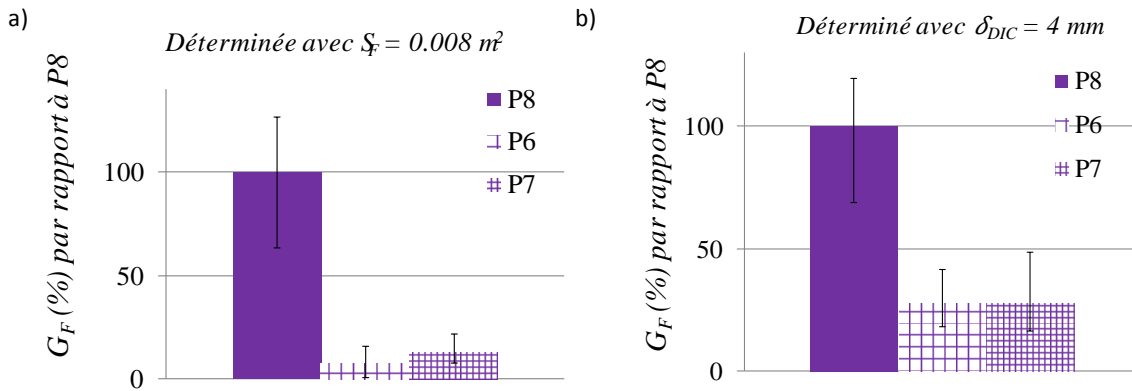 a)
Déterminée avec S_F = 0.008 m²
G_F (%) par rapport à P8
100
50
0
P8
P6
P7
b)
Déterminé avec δ_DIC = 4 mm
G_F (%) par rapport à P8
100
50
0
P8
P6
P7